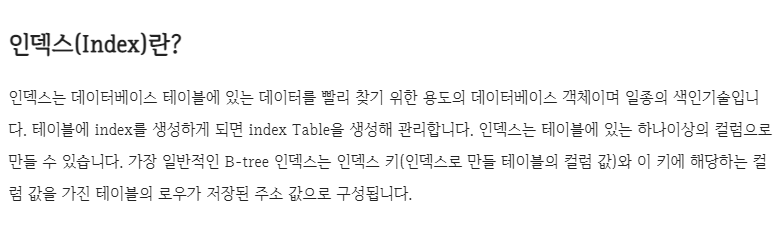 인덱스(Index)란?
인덱스는 데이터베이스 테이블에 있는 데이터를 빨리 찾기 위한 용도의 데이터베이스 객체이며 일종의 색인기술입니
다. 테이블에 index를 생성하게 되면 index Table을 생성해 관리합니다. 인덱스는 테이블에 있는 하나이상의 컬럼으로
만들 수 있습니다. 가장 일반적인 B-tree 인덱스는 인덱스 키(인덱스로 만들 테이블의 컬럼 값)와 이 키에 해당하는 컬
럼 값을 가진 테이블의 로우가 저장된 주소 값으로 구성됩니다.